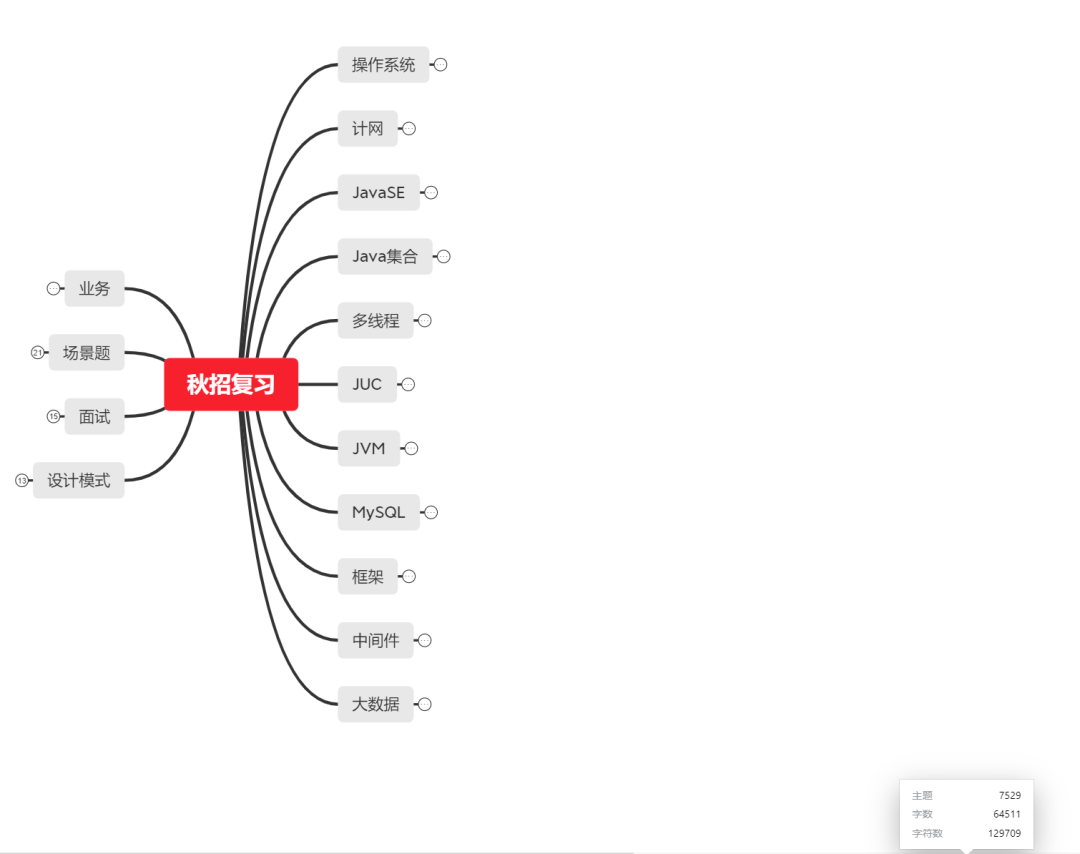 操作系统
计网
JavaSE
Java集合
业务
多线程
21 场景题
秋招复习
JUC
15 面试
JVM
13 设计模式
MySQL
框架
中间件
大数据
主题 7529
字数 64511
字符数 129709